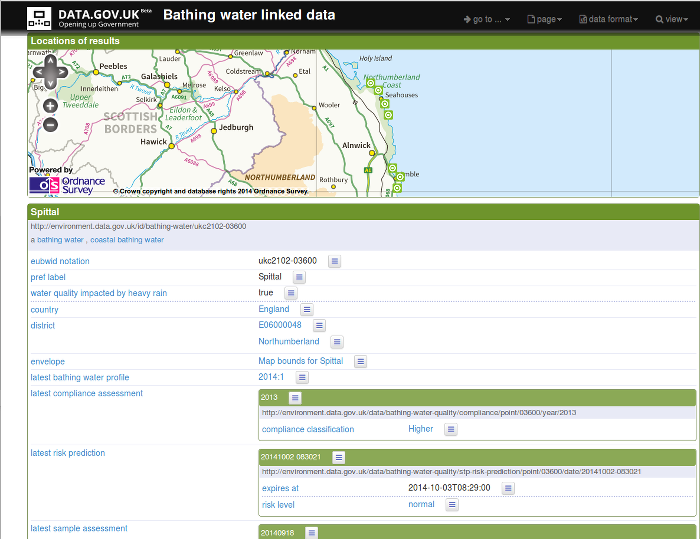 DATA.GOV.UK Beta
Opening up Government
Bathing water linked data
go to ...
page
data format
view
Locations of results
Peebles
Lauder
Greenlaw
Norham
Holy Island
Galashiels
Coldstream
Etal
Northumberland
Coast
Innerleithen
Melrose
Kelso
Seahouses
Upper
Tweeddale
Selkirk
Eildon &
Leaderfoot
Wooler
SCOTTISH
BORDERS
Jedburgh
Hawick
Alnwick
A1
Powered by
Ordnance
Survey
NORTHUMBERLAND
Rothbury
© Crown copyright and database rights 2014 Ordnance Survey.
Spittal
http://environment.data.gov.uk/id/bathing-water/ukc2102-03600
a bathing water , coastal bathing water
eubwid notation ukc2102-03600
pref label Spittal
water quality impacted by heavy rain true
country England
district E06000048
Northumberland
envelope Map bounds for Spittal
latest bathing water profile 2014:1
latest compliance assessment 2013
http://environment.data.gov.uk/data/bathing-water-quality/compliance/point/03600/year/2013
compliance classification Higher
latest risk prediction 20141002 083021
http://environment.data.gov.uk/data/bathing-water-quality/stp-risk-prediction/point/03600/date/20141002-083021
expires at 2014-10-03T08:29:00
risk level normal
latest sample assessment 20140918